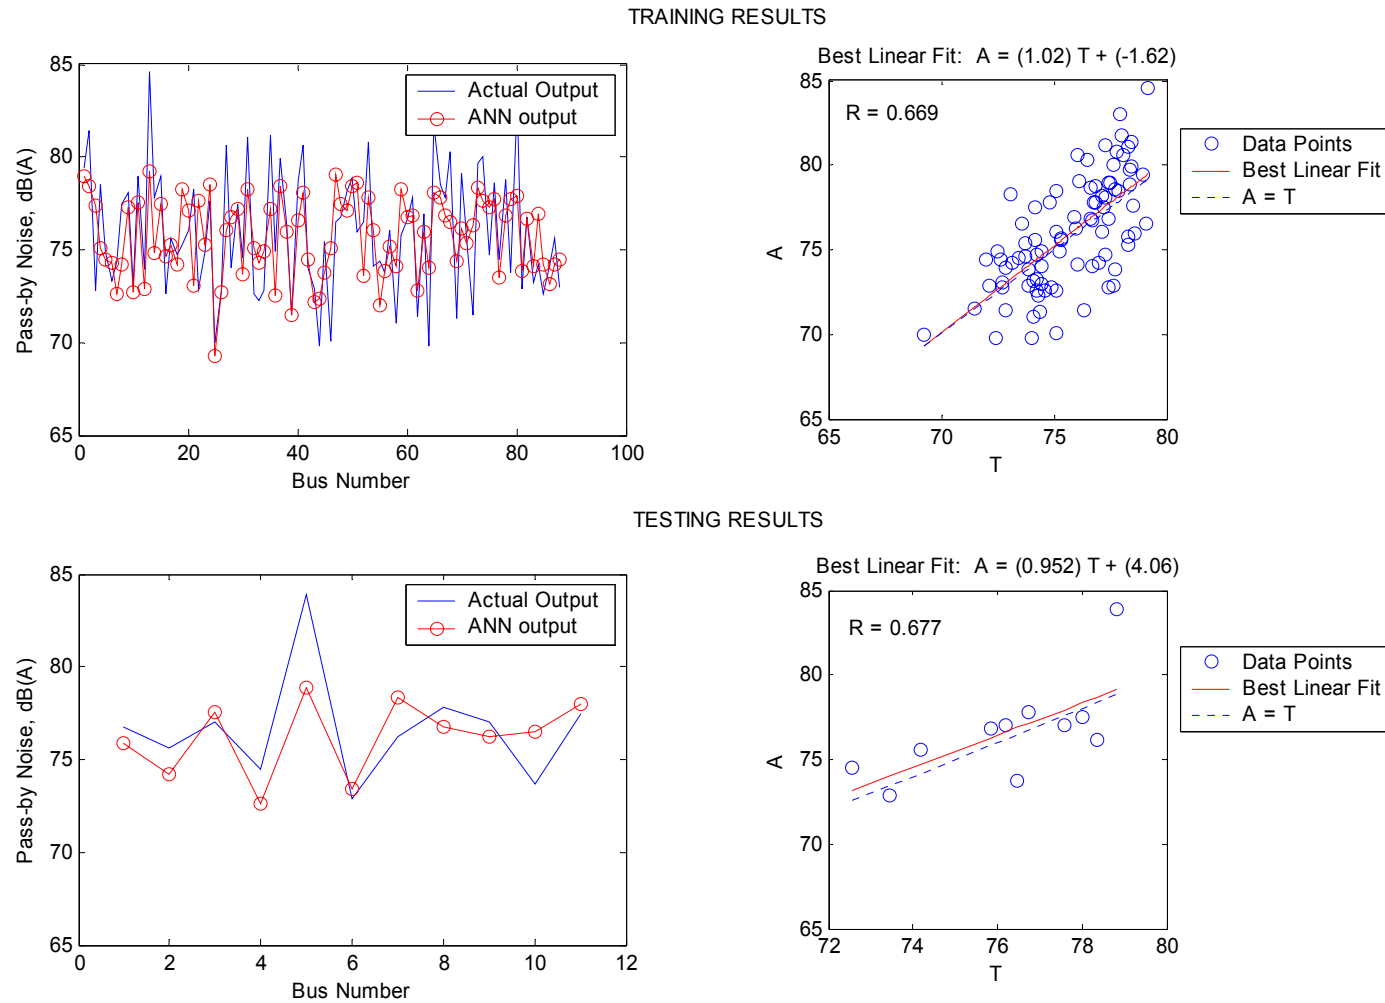 TRAINING RESULTS
85
80
75
70
65
0
20
40
60
80
100
Pass-by Noise, dB(A)
Bus Number
Actual Output
ANN output
Best Linear Fit: A = (1.02) T + (-1.62)
R = 0.669
85
80
75
70
65
65
70
75
80
A
T
Data Points
Best Linear Fit
A = T
TESTING RESULTS
85
80
75
70
65
0
2
4
6
8
10
12
Pass-by Noise, dB(A)
Bus Number
Actual Output
ANN output
Best Linear Fit: A = (0.952) T + (4.06)
R = 0.677
85
80
75
70
65
72
74
76
78
80
A
T
Data Points
Best Linear Fit
A = T